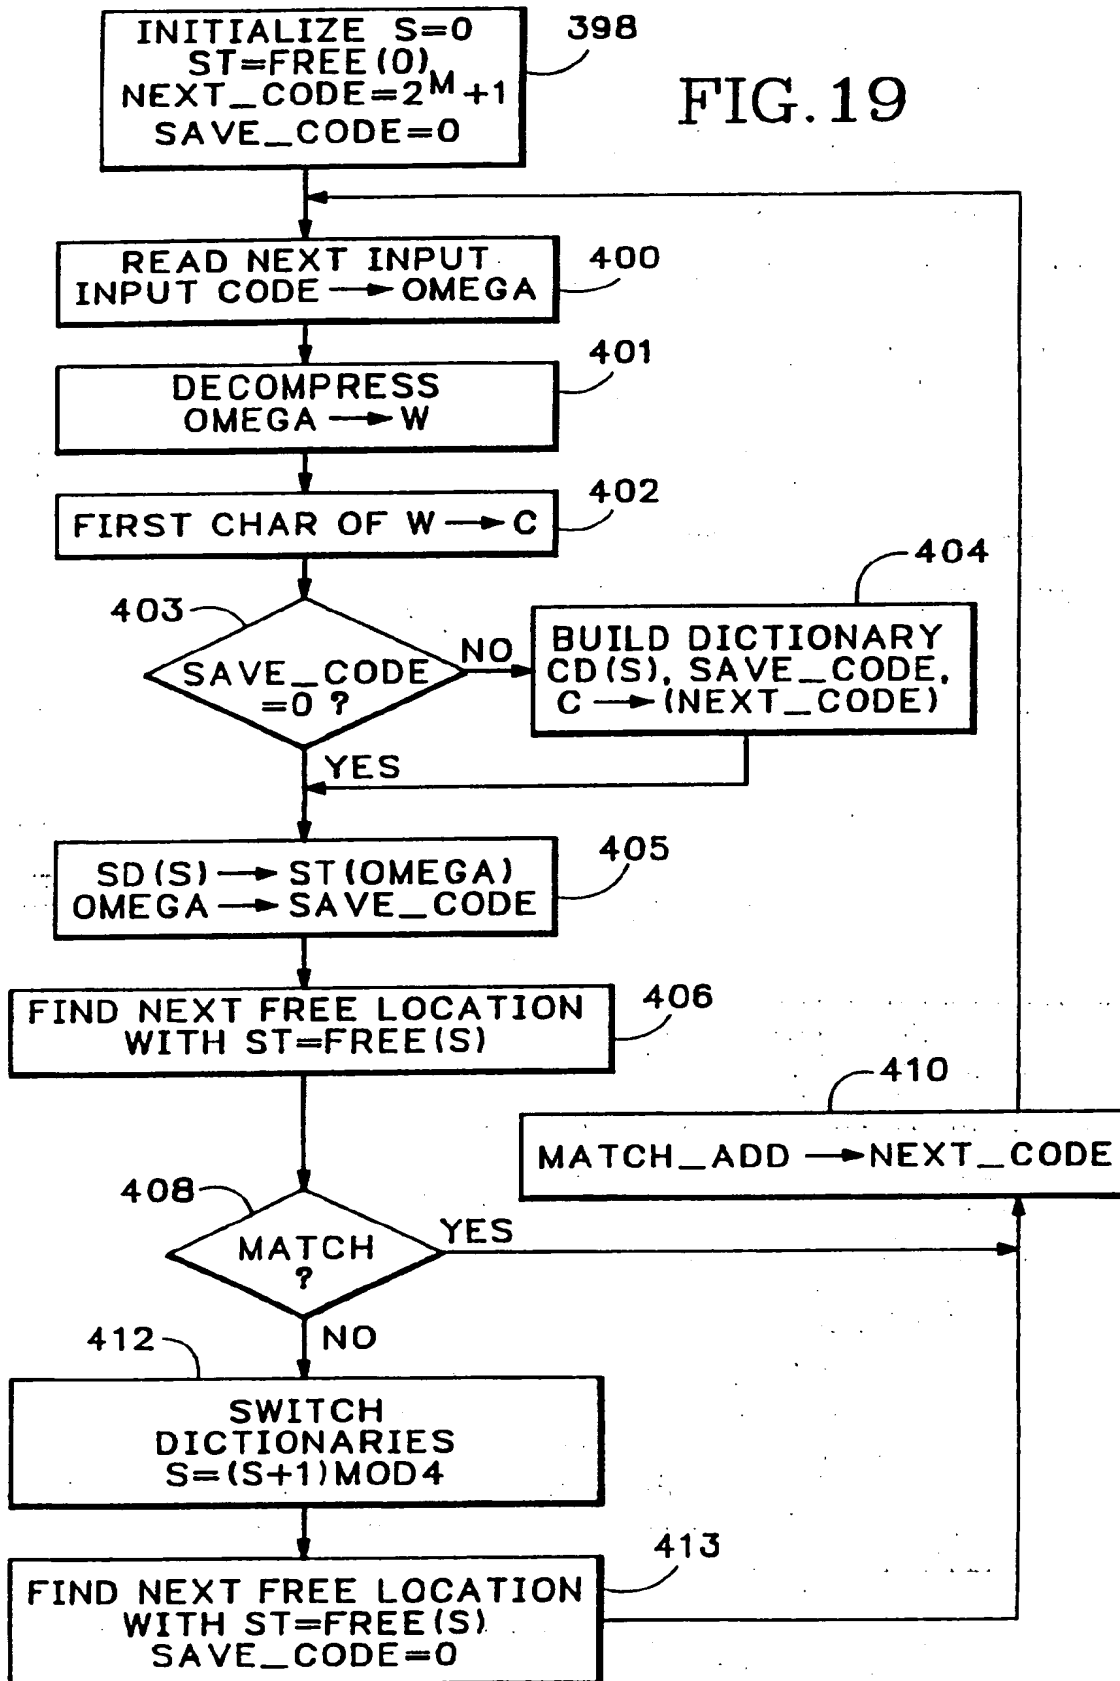 INITIALIZE S=0
ST=FREE(0)
NEXT_CODE=2^M+1
SAVE_CODE=0
398
FIG.19
READ NEXT INPUT
INPUT CODE → OMEGA
400
DECOMPRESS
OMEGA → W
401
FIRST CHAR OF W → C
402
403
SAVE_CODE
=0 ?
NO
YES
404
BUILD DICTIONARY
CD(S), SAVE_CODE,
C → (NEXT_CODE)
SD(S) → ST(OMEGA)
OMEGA → SAVE_CODE
405
FIND NEXT FREE LOCATION
WITH ST=FREE(S)
406
410
MATCH_ADD → NEXT_CODE
408
MATCH
?
YES
NO
412
SWITCH
DICTIONARIES
S=(S+1)MOD4
413
FIND NEXT FREE LOCATION
WITH ST=FREE(S)
SAVE_CODE=0